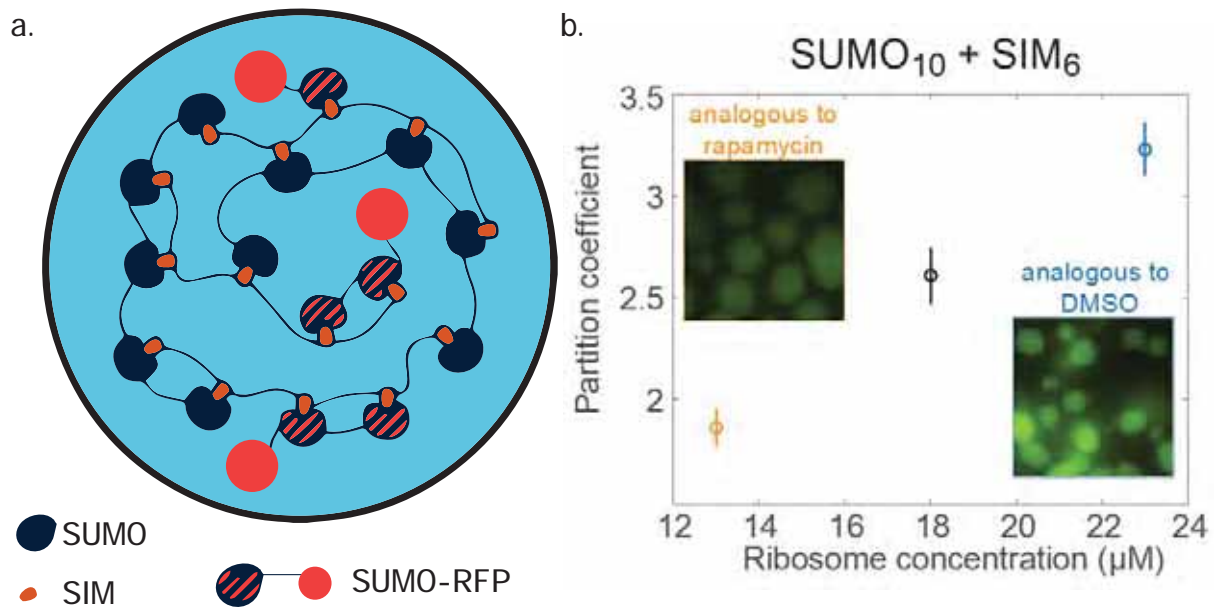 a.
SUMO
SIM
SUMO-RFP
b.
SUMO10 + SIM6
Partition coefficient
3.5
3
2.5
2
analogous to
rapamycin
analogous to
DMSO
12
14
16
18
20
22
24
Ribosome concentration (μM)